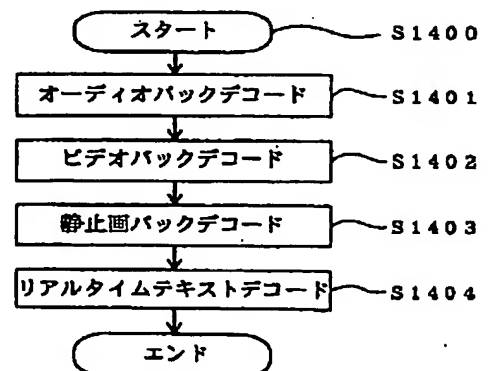 スタート S1400
オーディオパックデコード S1401
ビデオパックデコード S1402
静止画パックデコード S1403
リアルタイムテキストデコード S1404
エンド